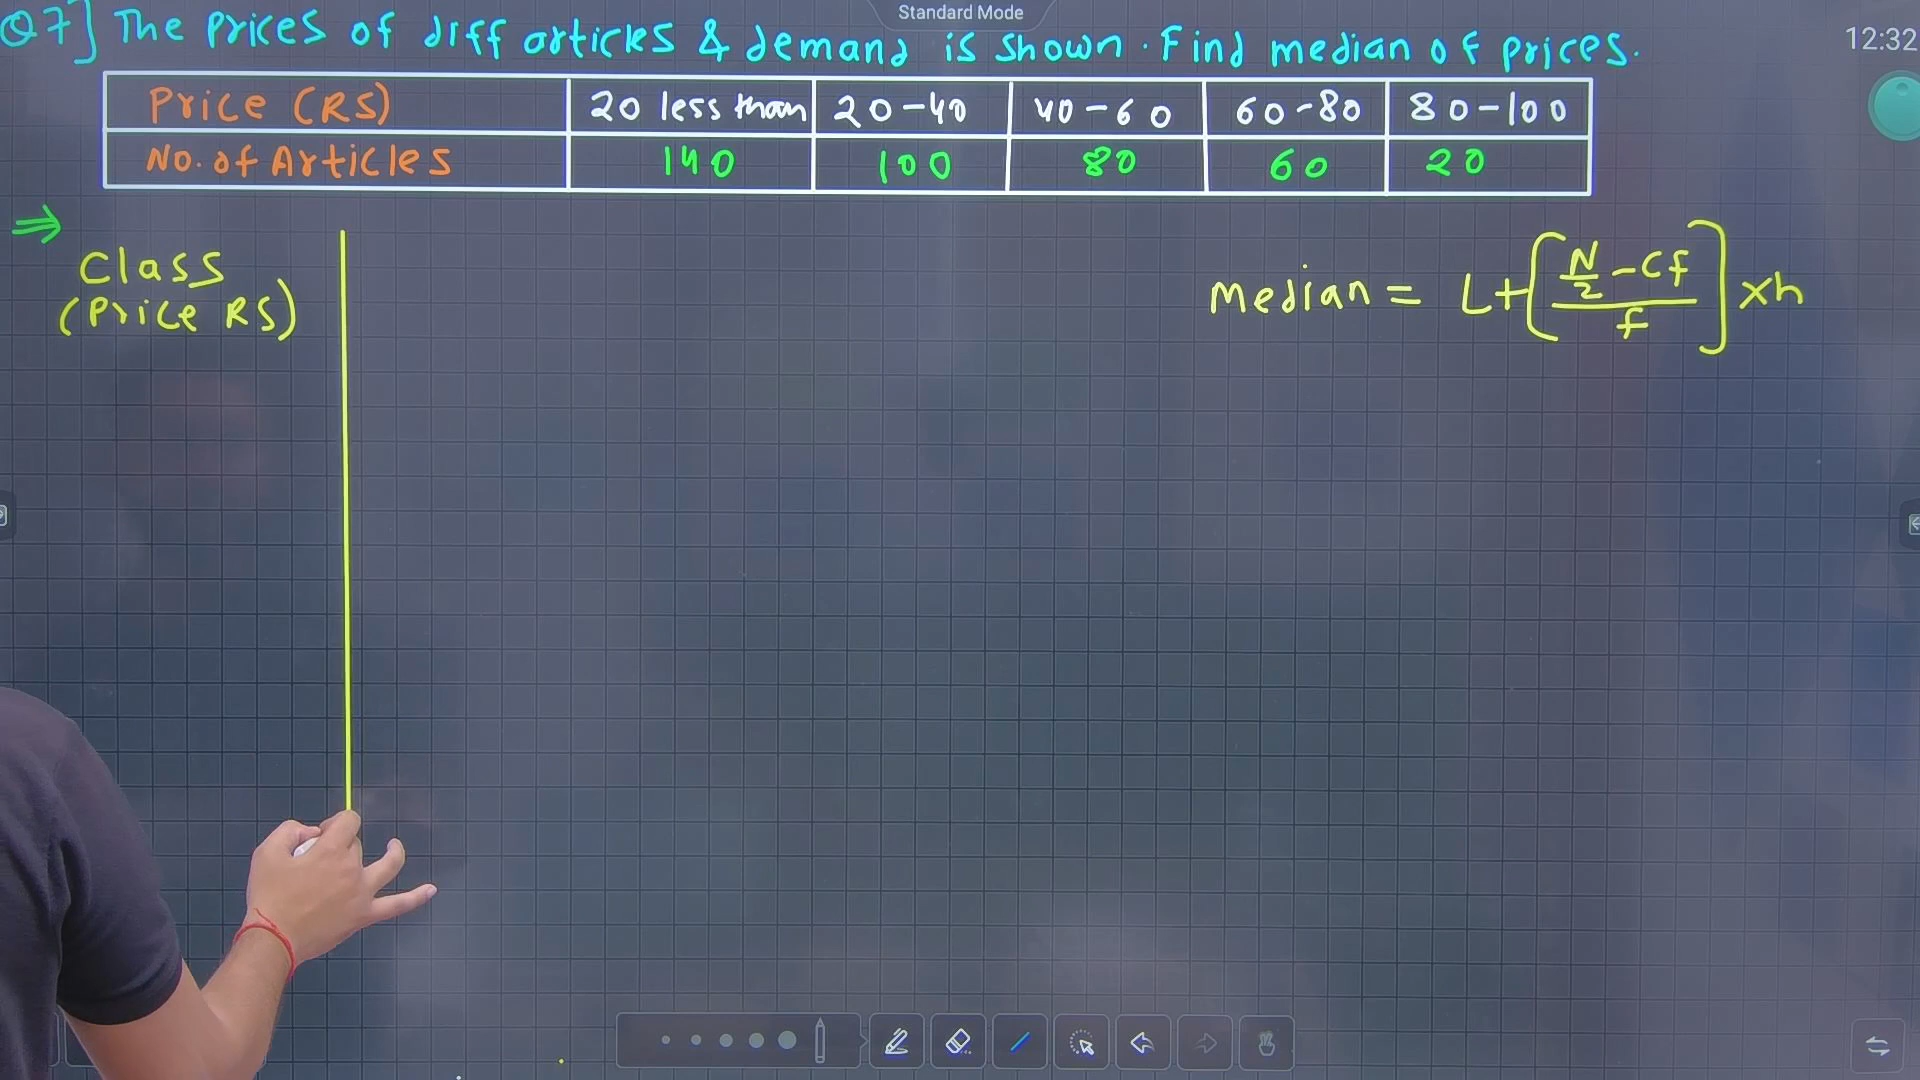 Standard Mode
12:32
Q7] The prices of diff articles & demand is shown. Find median of prices.
Price (RS) 20 less than 20-40 40-60 60-80 80-100
No. of Articles 140 100 80 60 20
⇒
Class
(Price RS)
median = L+[(N/2 - cf)/f] × h